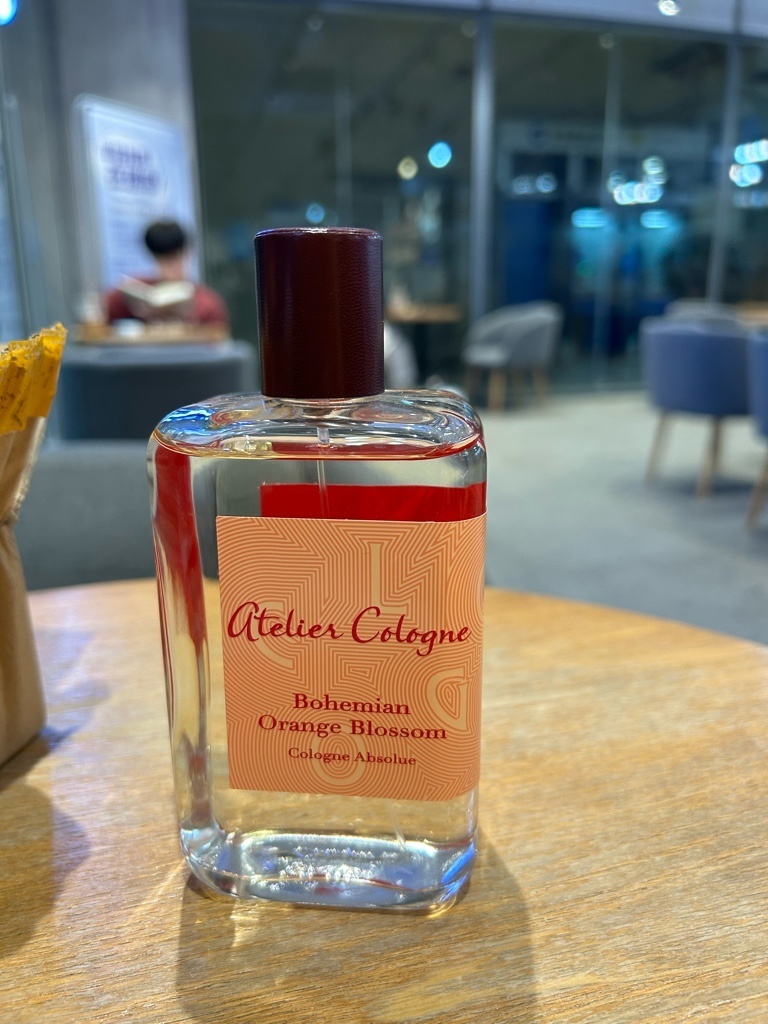 Atelier Cologne
Bohemian
Orange Blossom
Cologne Absolue